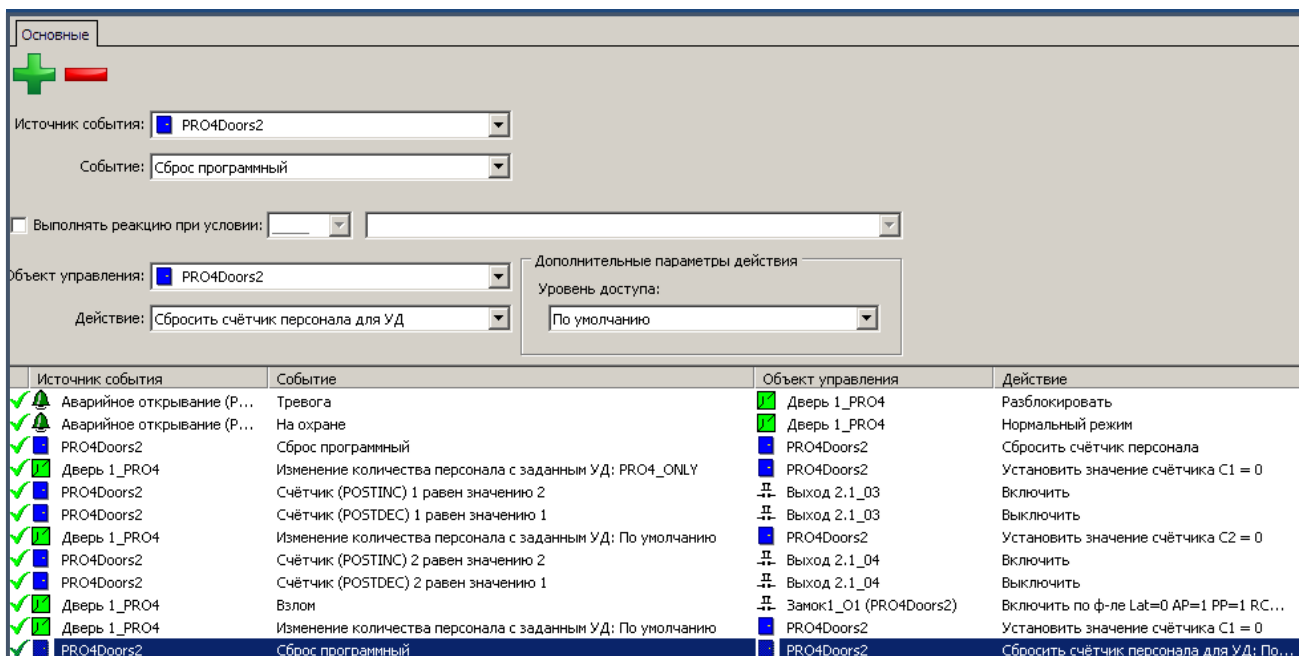 Основные
Источник события: PRO4Doors2
Событие: Сброс программный
Выполнять реакцию при условии: _____
Объект управления: PRO4Doors2
Дополнительные параметры действия
Уровень доступа:
Действие: Сбросить счётчик персонала для УД По умолчанию
Источник события Событие Объект управления Действие
Аварийное открывание (P... Тревога Дверь 1_PRO4 Разблокировать
Аварийное открывание (P... На охране Дверь 1_PRO4 Нормальный режим
PRO4Doors2 Сброс программный PRO4Doors2 Сбросить счётчик персонала
Дверь 1_PRO4 Изменение количества персонала с заданным УД: PRO4_ONLY PRO4Doors2 Установить значение счётчика C1 = 0
PRO4Doors2 Счётчик (POSTINC) 1 равен значению 2 Выход 2.1_03 Включить
PRO4Doors2 Счётчик (POSTDEC) 1 равен значению 1 Выход 2.1_03 Выключить
Дверь 1_PRO4 Изменение количества персонала с заданным УД: По умолчанию PRO4Doors2 Установить значение счётчика C2 = 0
PRO4Doors2 Счётчик (POSTINC) 2 равен значению 2 Выход 2.1_04 Включить
PRO4Doors2 Счётчик (POSTDEC) 2 равен значению 1 Выход 2.1_04 Выключить
Дверь 1_PRO4 Взлом Замок1_O1 (PRO4Doors2) Включить по ф-ле Lat=0 AP=1 PP=1 RC...
Дверь 1_PRO4 Изменение количества персонала с заданным УД: По умолчанию PRO4Doors2 Установить значение счётчика C1 = 0
PRO4Doors2 Сброс программный PRO4Doors2 Сбросить счётчик персонала для УД: По...